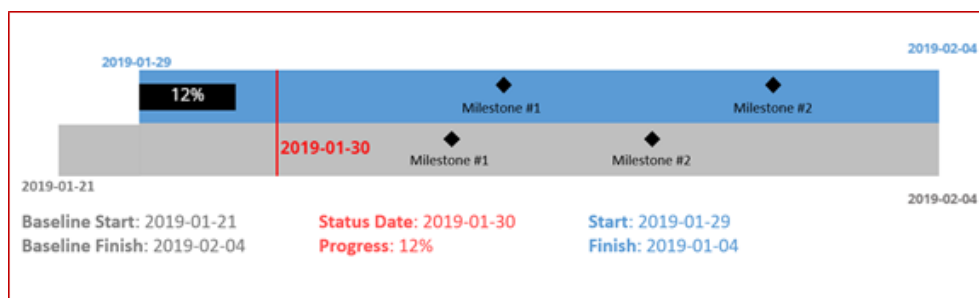 2019-02-04
2019-01-29
12%
Milestone #1
Milestone #2
2019-01-30
Milestone #1
Milestone #2
2019-01-21
2019-02-04
Baseline Start: 2019-01-21
Baseline Finish: 2019-02-04
Status Date: 2019-01-30
Progress: 12%
Start: 2019-01-29
Finish: 2019-01-04